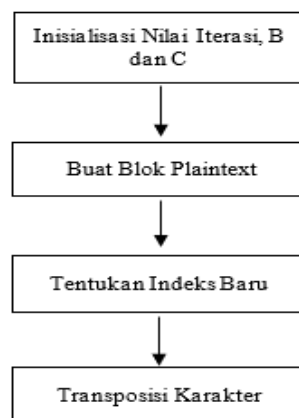 Inisialisasi Nilai Iterasi, B
dan C
Buat Blok Plaintext
Tentukan Indeks Baru
Transposisi Karakter